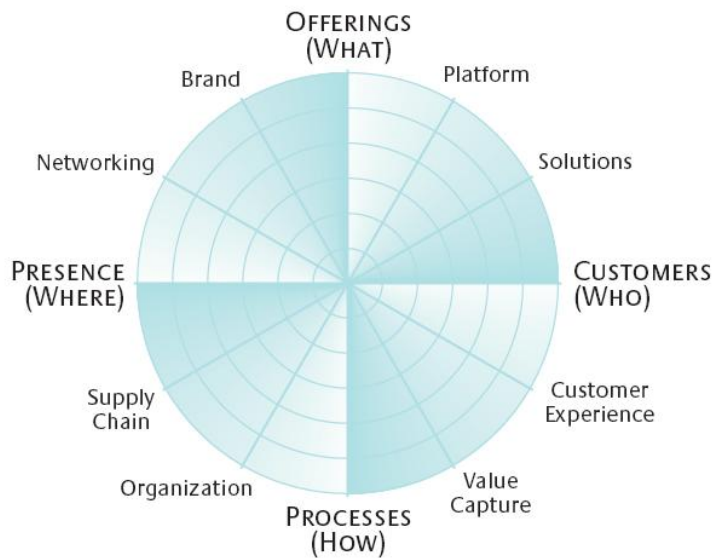 OFFERINGS
(WHAT)
Brand
Platform
Networking
Solutions
PRESENCE
(WHERE)
CUSTOMERS
(WHO)
Supply
Chain
Customer
Experience
Organization
Value
Capture
PROCESSES
(HOW)